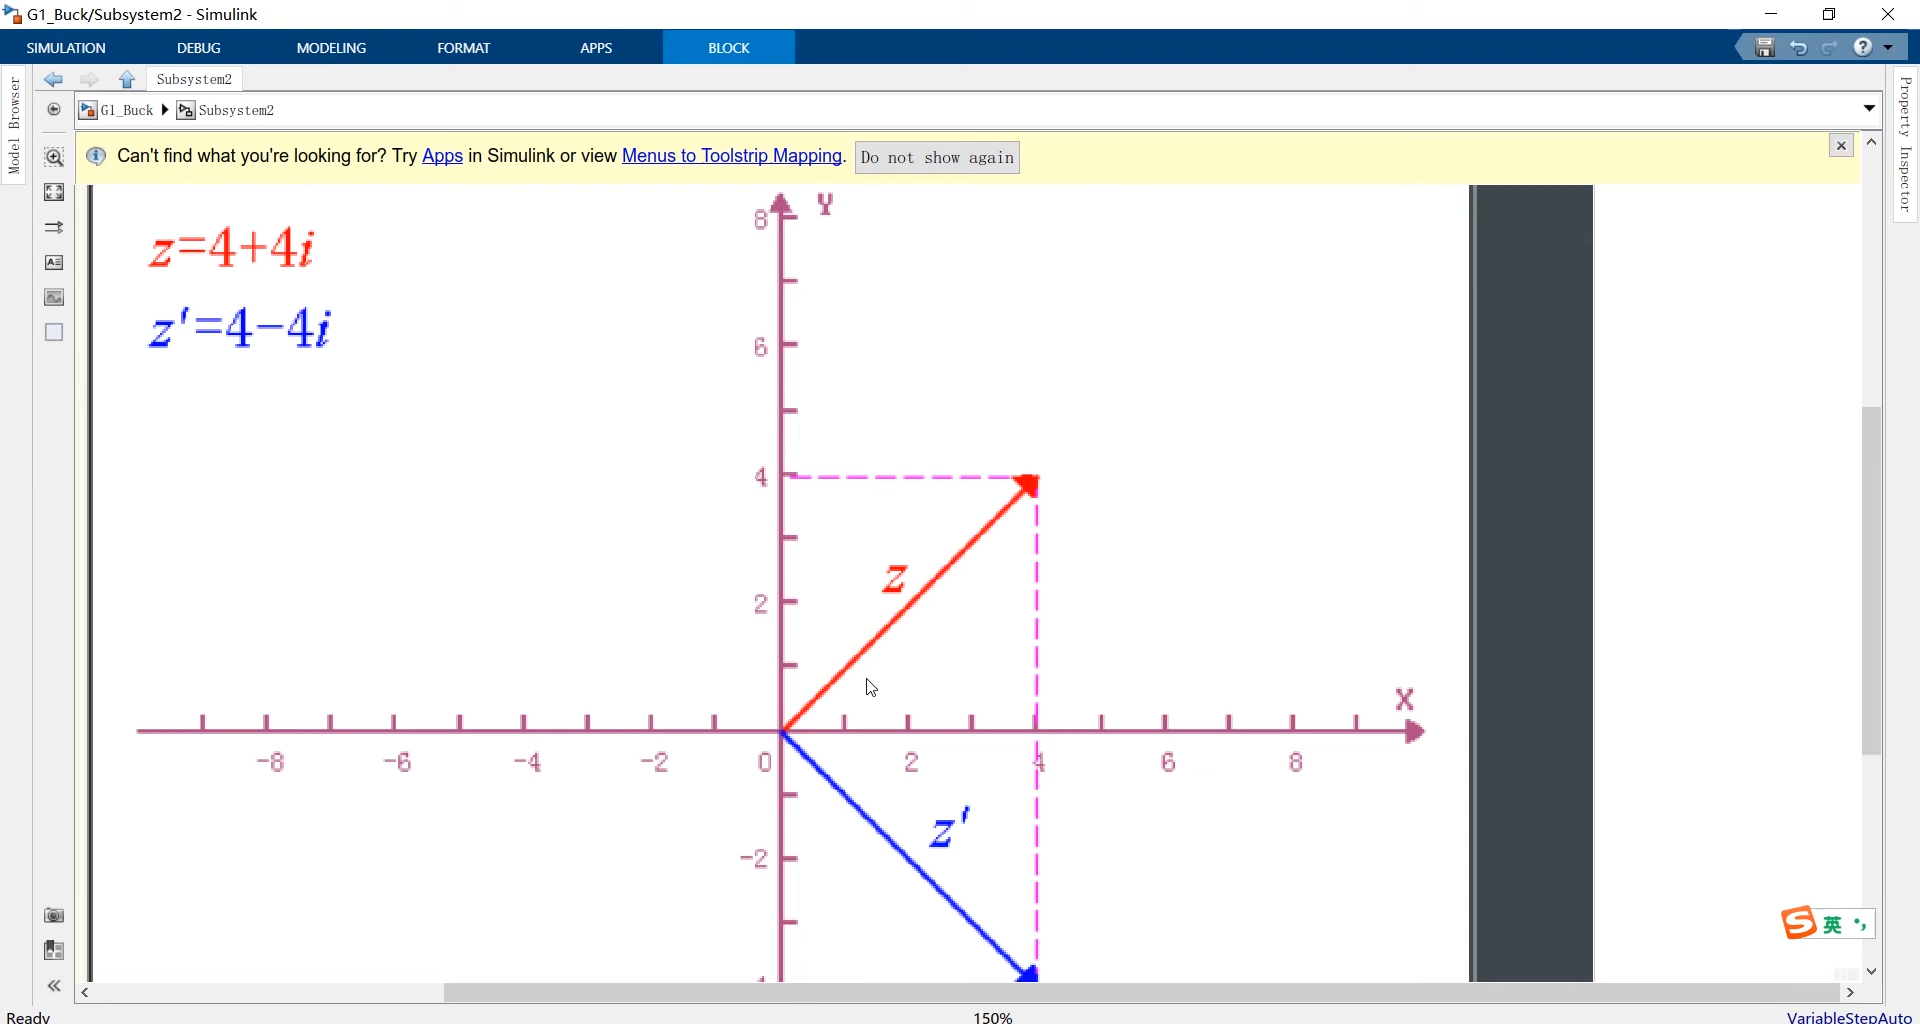 G1_Buck/Subsystem2 - Simulink
SIMULATION DEBUG MODELING FORMAT APPS BLOCK
Subsystem2
G1_Buck Subsystem2
Model Browser
Property Inspector
Can't find what you're looking for? Try Apps in Simulink or view Menus to Toolstrip Mapping. Do not show again
z=4+4i
z'=4-4i
Y
8
6
4
z
2
X
-8 -6 -4 -2 0 2 4 6 8
z'
-2
英
Ready 150% VariableStepAuto